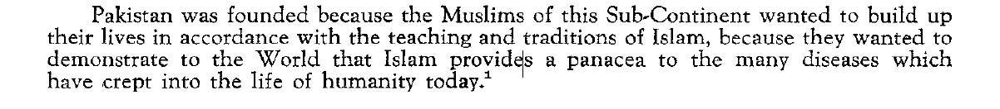 Pakistan was founded because the Muslims of this Sub-Continent wanted to build up
their lives in accordance with the teaching and traditions of Islam, because they wanted to
demonstrate to the World that Islam provides a panacea to the many diseases which
have crept into the life of humanity today.¹